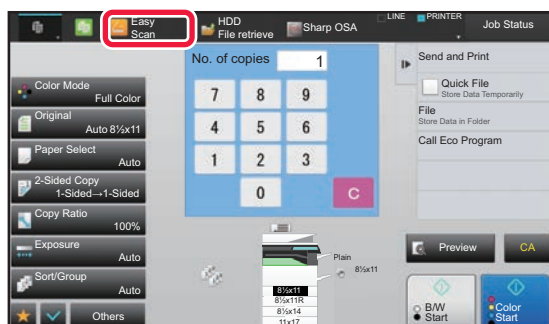 Easy
Scan
HDD
File retrieve
Sharp OSA
LINE
PRINTER
Job Status
No. of copies
1
Color Mode
Full Color
Original
Auto 8½x11
Paper Select
Auto
2-Sided Copy
1-Sided→1-Sided
Copy Ratio
100%
Exposure
Auto
Sort/Group
Auto
Others
7 8 9
4 5 6
1 2 3
0 C
Plain
8½x11
8½x11
8½x11R
8½x14
11x17
Send and Print
Quick File
Store Data Temporarily
File
Store Data in Folder
Call Eco Program
Preview
CA
B/W
Start
Color
Start